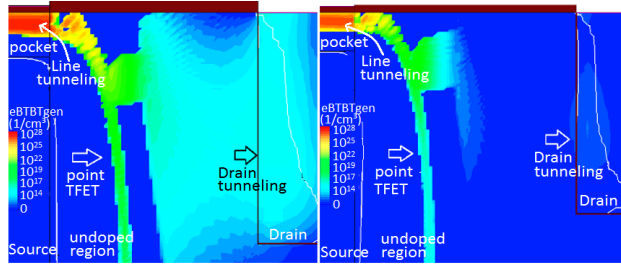 pocket
Line
tunneling
eBTBTgen
(1/cm³)
10²⁸
10²⁵
10²²
10¹⁹
10¹⁷
10¹⁴
point
TFET
Drain
tunneling
Source
undoped
region
Drain
pocket
Line
tunneling
eBTBTgen
(1/cm³)
10²⁸
10²⁵
10²²
10¹⁹
10¹⁷
10¹⁴
point
TFET
Drain
tunneling
Source
undoped
region
Drain